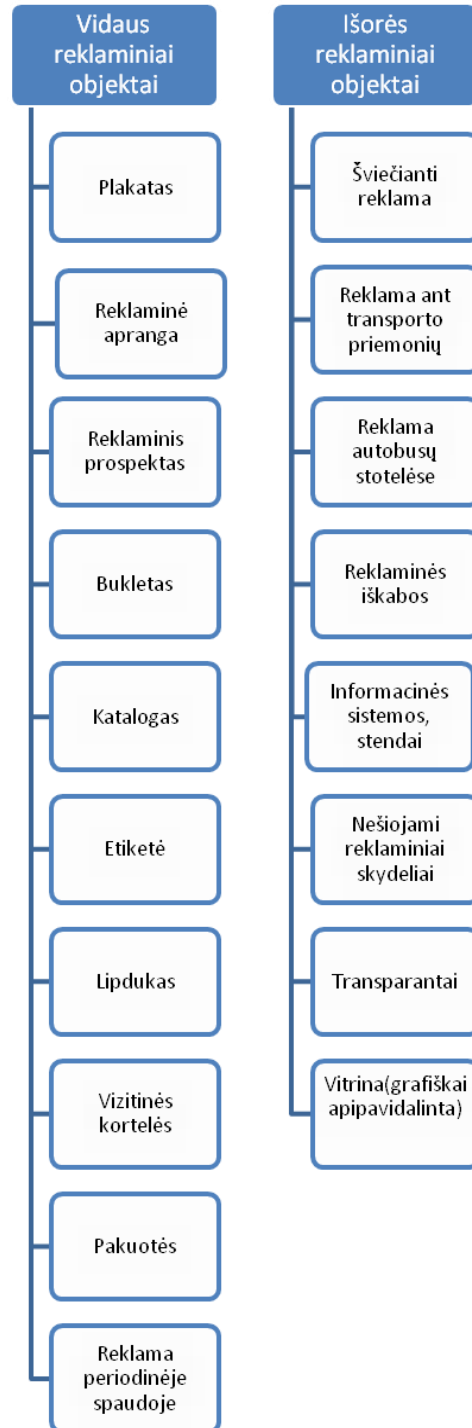 Vidaus
reklaminiai
objektai
Plakatas
Reklaminė
apranga
Reklaminis
prospektas
Bukletas
Katalogas
Etiketė
Lipdukas
Vizitinės
kortelės
Pakuotės
Reklama
periodinėje
spaudoje
Išorės
reklaminiai
objektai
Šviečianti
reklama
Reklama ant
transporto
priemonių
Reklama
autobusų
stotelėse
Reklaminės
iškabos
Informacinės
sistemos,
stendai
Nešiojami
reklaminiai
skydeliai
Transparantai
Vitrina(grafiškai
apipavidalinta)